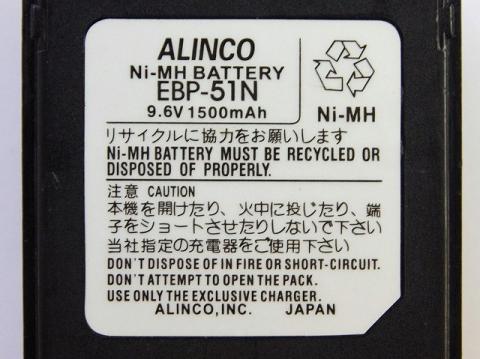 ALINCO
Ni-MH BATTERY
EBP-51N
9.6V 1500mAh
Ni-MH
リサイクルに協力をお願いします
Ni-MH BATTERY MUST BE RECYCLED OR
DISPOSED OF PROPERLY.
注意 CAUTION
本機を開けたり、火中に投じたり、端
子をショートさせたりしないで下さい
当社指定の充電器をご使用下さい
DON'T DISPOSE OF IN FIRE OR SHORT-CIRCUIT.
DON'T ATTEMPT TO OPEN THE PACK.
USE ONLY THE EXCLUSIVE CHARGER.
ALINCO,INC. JAPAN